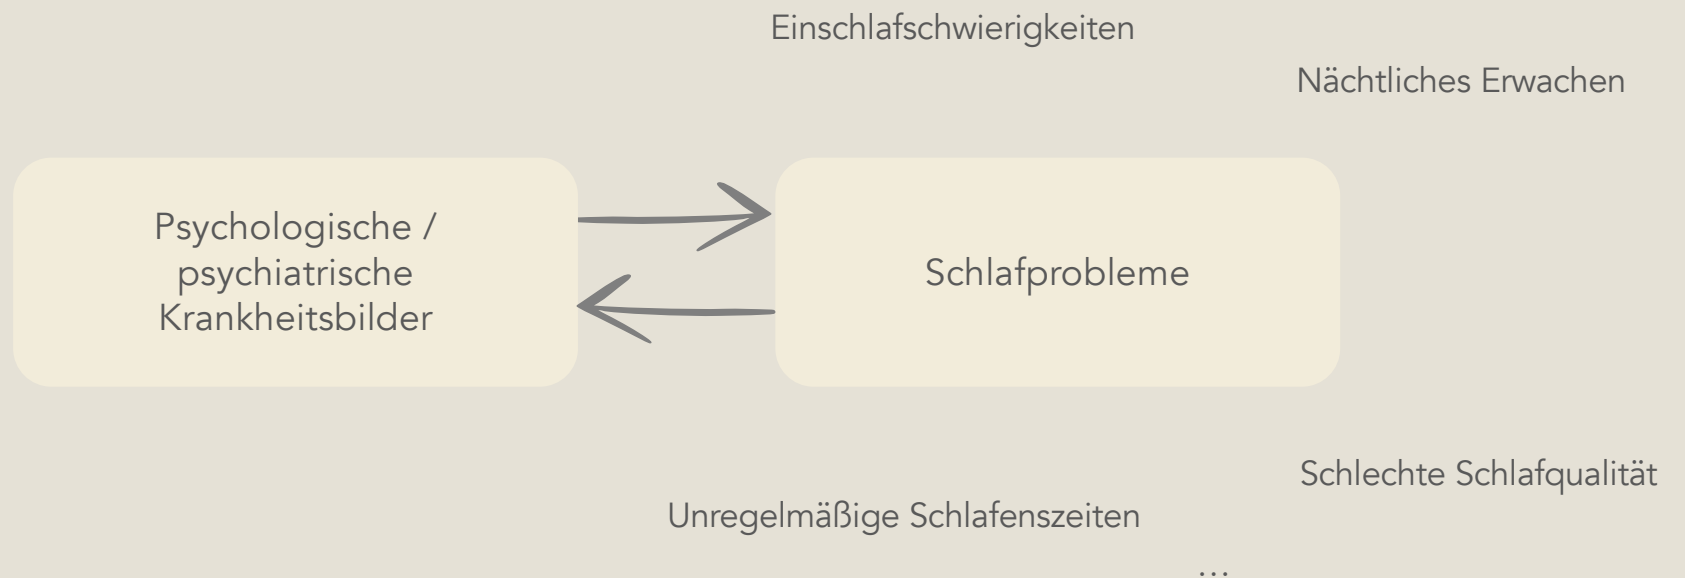 Einschlafschwierigkeiten
Nächtliches Erwachen
Psychologische /
psychiatrische
Krankheitsbilder
Schlafprobleme
Schlechte Schlafqualität
Unregelmäßige Schlafenszeiten
…